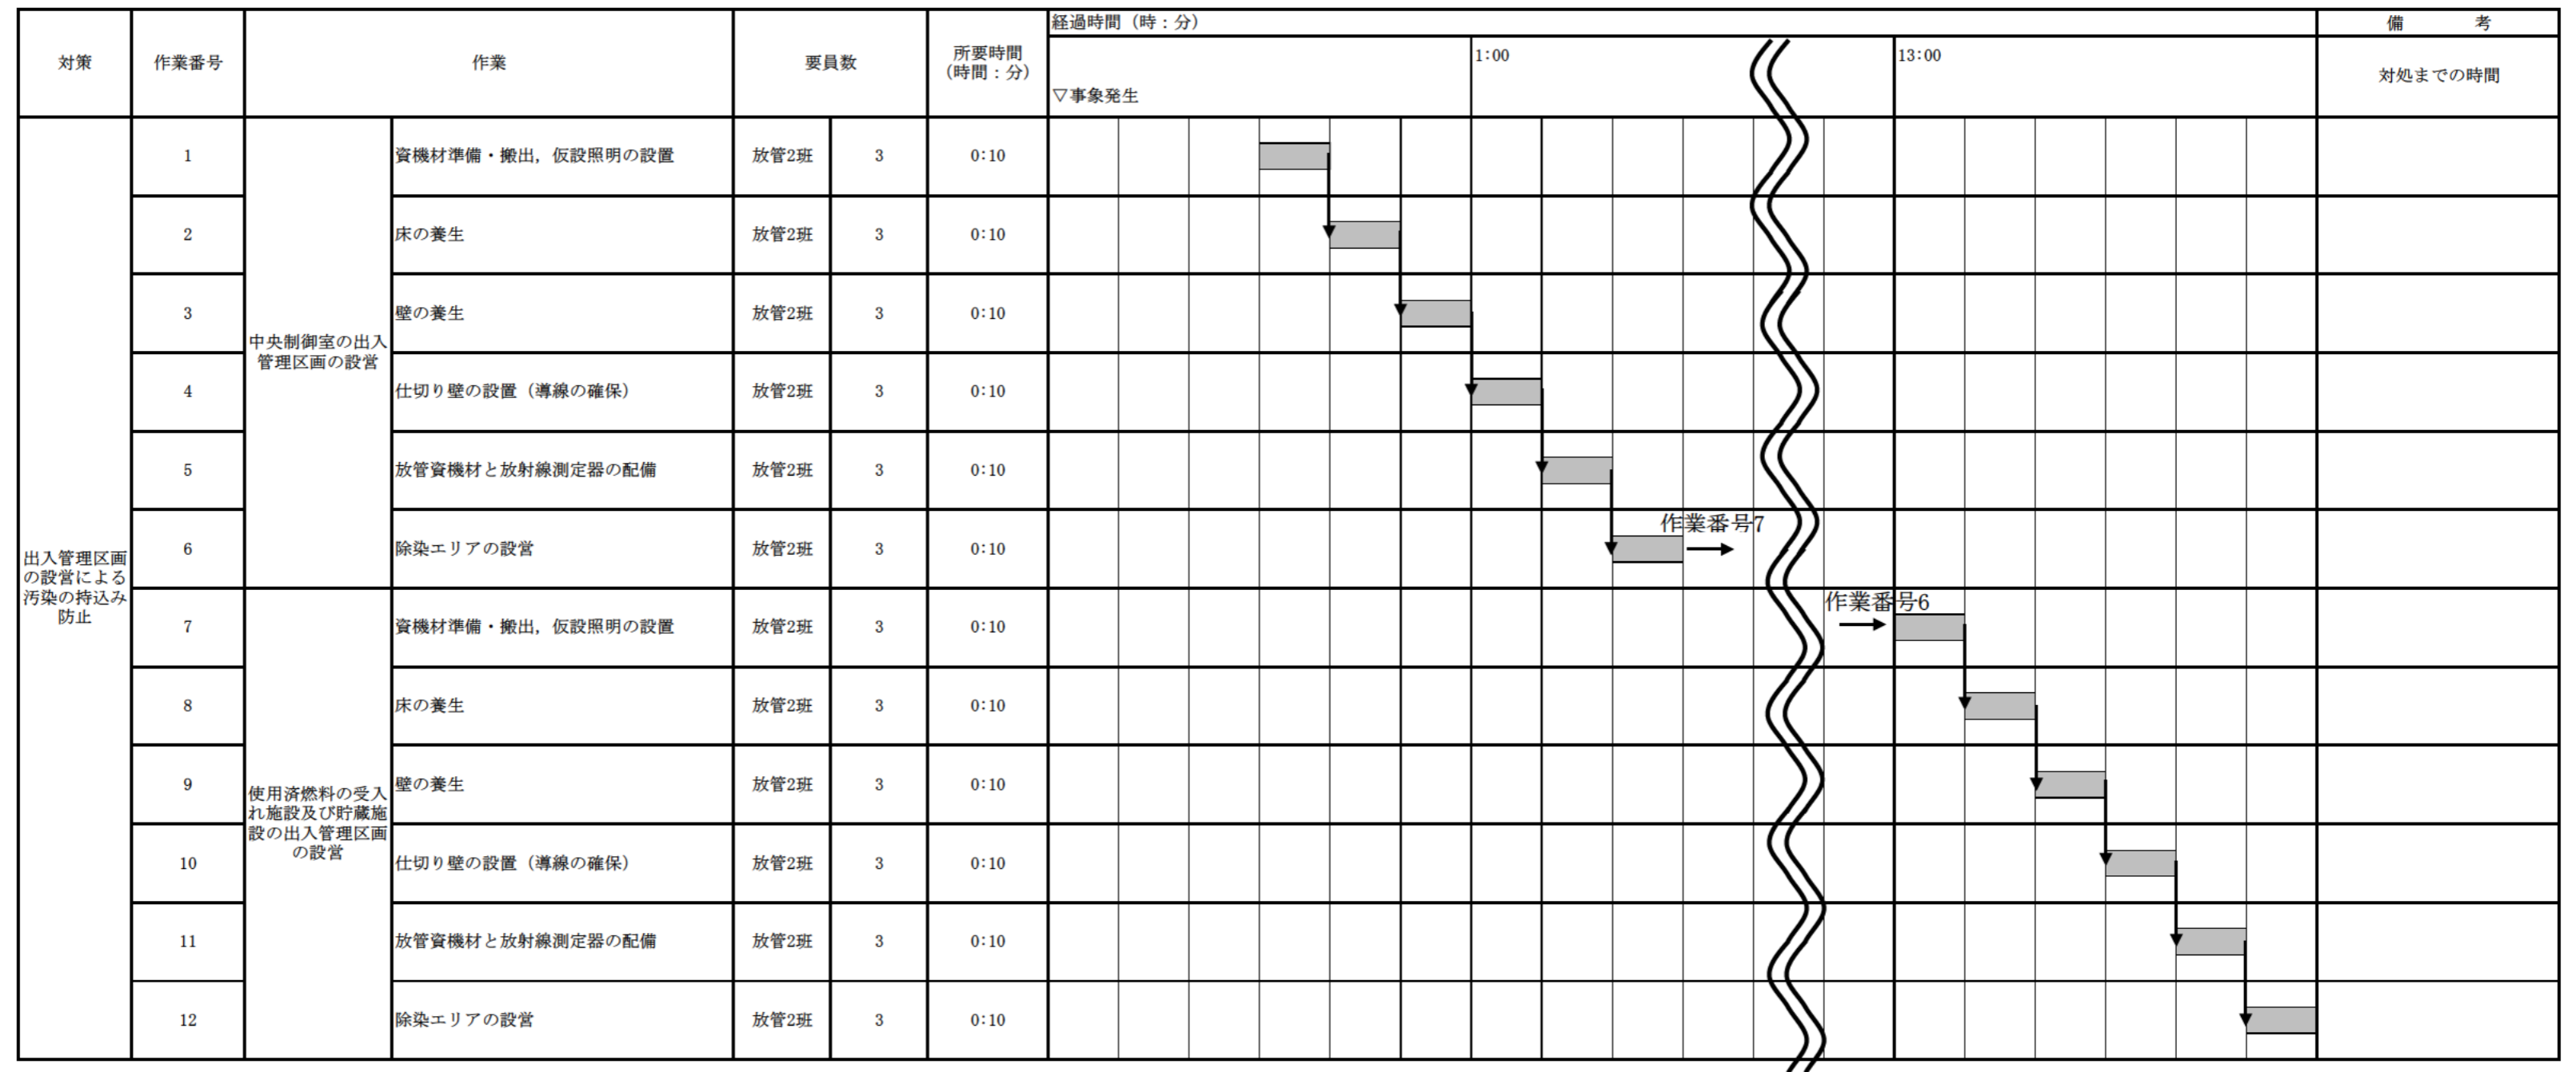 対策
作業番号
作業
要員数
所要時間
(時間：分)
経過時間（時：分）
▽事象発生
1:00
13:00
備　考
対処までの時間
出入管理区画
の設営による
汚染の持込み
防止
中央制御室の出入
管理区画の設営
1 資機材準備・搬出，仮設照明の設置 放管2班 3 0:10
2 床の養生 放管2班 3 0:10
3 壁の養生 放管2班 3 0:10
4 仕切り壁の設置（導線の確保） 放管2班 3 0:10
5 放管資機材と放射線測定器の配備 放管2班 3 0:10
作業番号7
6 除染エリアの設営 放管2班 3 0:10
使用済燃料の受入
れ施設及び貯蔵施
設の出入管理区画
の設営
作業番号6
7 資機材準備・搬出，仮設照明の設置 放管2班 3 0:10
8 床の養生 放管2班 3 0:10
9 壁の養生 放管2班 3 0:10
10 仕切り壁の設置（導線の確保） 放管2班 3 0:10
11 放管資機材と放射線測定器の配備 放管2班 3 0:10
12 除染エリアの設営 放管2班 3 0:10